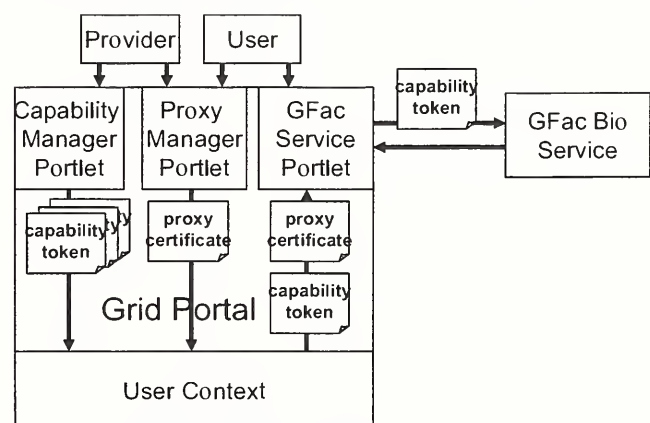 Provider
User
Capability
Manager
Portlet
Proxy
Manager
Portlet
GFac
Service
Portlet
capability
token
GFac Bio
Service
capability
token
proxy
certificate
proxy
certificate
capability
token
Grid Portal
User Context